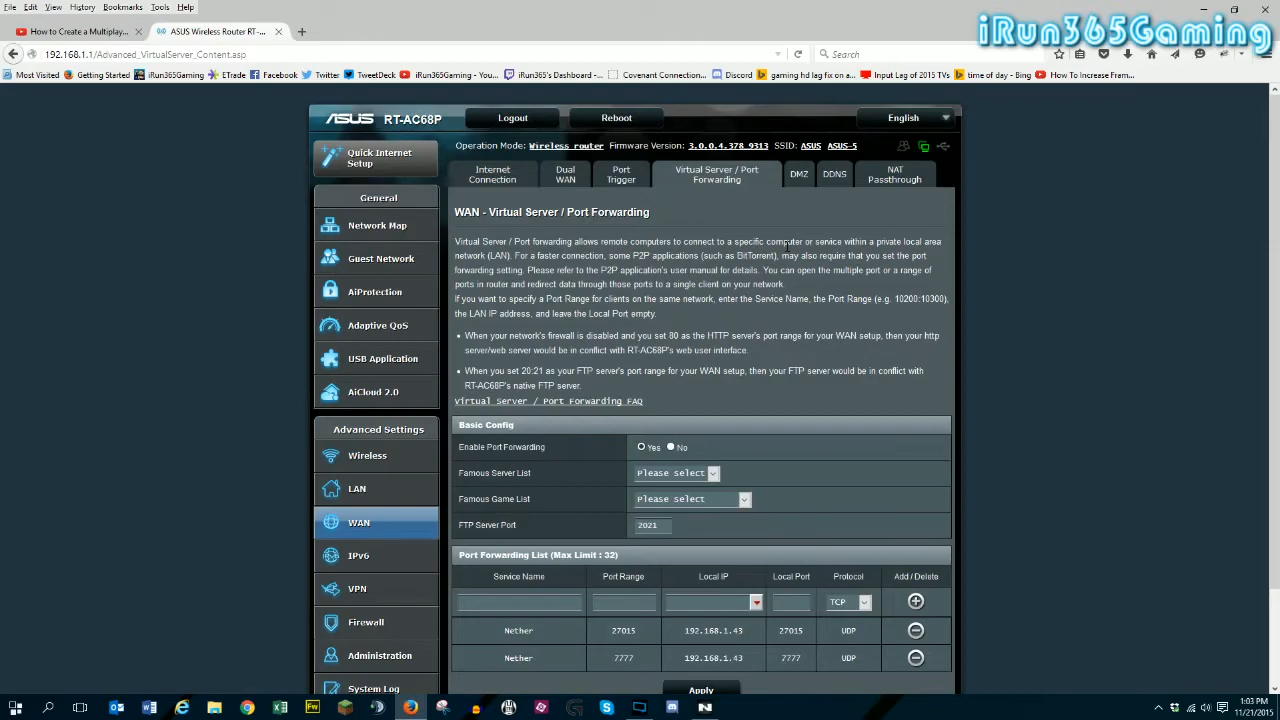 File Edit View History Bookmarks Tools Help
iRun365Gaming
How to Create a Multiplay...
ASUS Wireless Router RT-...
192.168.1.1/Advanced_VirtualServer_Content.asp
Search
Most Visited Getting Started iRun365Gaming ETrade Facebook Twitter TweetDeck iRun365Gaming - You... iRun365's Dashboard - ... Covenant Connection... Discord gaming hd lag fix on a... Input Lag of 2015 TVs time of day - Bing How To Increase Fram...
ASUS RT-AC68P Logout Reboot English
Quick Internet Setup
Operation Mode: Wireless router Firmware Version: 3.0.0.4.378_9313 SSID: ASUS ASUS-5
Internet Connection
Dual WAN
Port Trigger
Virtual Server / Port Forwarding
DMZ
DDNS
NAT Passthrough
General
Network Map
Guest Network
AiProtection
Adaptive QoS
USB Application
AiCloud 2.0
Advanced Settings
Wireless
LAN
WAN
IPv6
VPN
Firewall
Administration
System Log
WAN - Virtual Server / Port Forwarding
Virtual Server / Port forwarding allows remote computers to connect to a specific computer or service within a private local area
network (LAN). For a faster connection, some P2P applications (such as BitTorrent), may also require that you set the port
forwarding setting. Please refer to the P2P application's user manual for details. You can open the multiple port or a range of
ports in router and redirect data through those ports to a single client on your network.
If you want to specify a Port Range for clients on the same network, enter the Service Name, the Port Range (e.g. 10200:10300),
the LAN IP address, and leave the Local Port empty.
When your network's firewall is disabled and you set 80 as the HTTP server's port range for your WAN setup, then your http
server/web server would be in conflict with RT-AC68P's web user interface.
When you set 20:21 as your FTP server's port range for your WAN setup, then your FTP server would be in conflict with
RT-AC68P's native FTP server.
Virtual Server / Port Forwarding FAQ
Basic Config
Enable Port Forwarding Yes No
Famous Server List Please select
Famous Game List Please select
FTP Server Port 2021
Port Forwarding List (Max Limit : 32)
Service Name Port Range Local IP Local Port Protocol Add / Delete
TCP
Nether 27015 192.168.1.43 27015 UDP
Nether 7777 192.168.1.43 7777 UDP
Apply
1:03 PM
11/21/2015